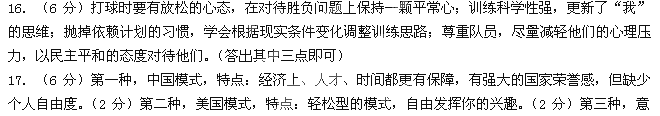 16. （6 分）打球时要有放松的心态，在对待胜负问题上保持一颗平常心；训练科学性强，更新了“我”
的思维；抛掉依赖计划的习惯，学会根据现实条件变化调整训练思路；尊重队员，尽量减轻他们的心理压
力，以民主平和的态度对待他们。（答出其中三点即可）
17. （6 分）第一种，中国模式，特点：经济上、人才、时间都更有保障，有强大的国家荣誉感，但缺少
个人自由度。（2 分）第二种，美国模式，特点：轻松型的模式，自由发挥你的兴趣。（2 分）第三种，意